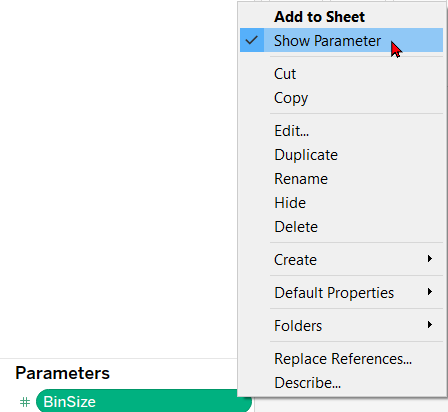 Add to Sheet
Show Parameter
Cut
Copy
Edit...
Duplicate
Rename
Hide
Delete
Create
Default Properties
Folders
Replace References...
Describe...
Parameters
# BinSize